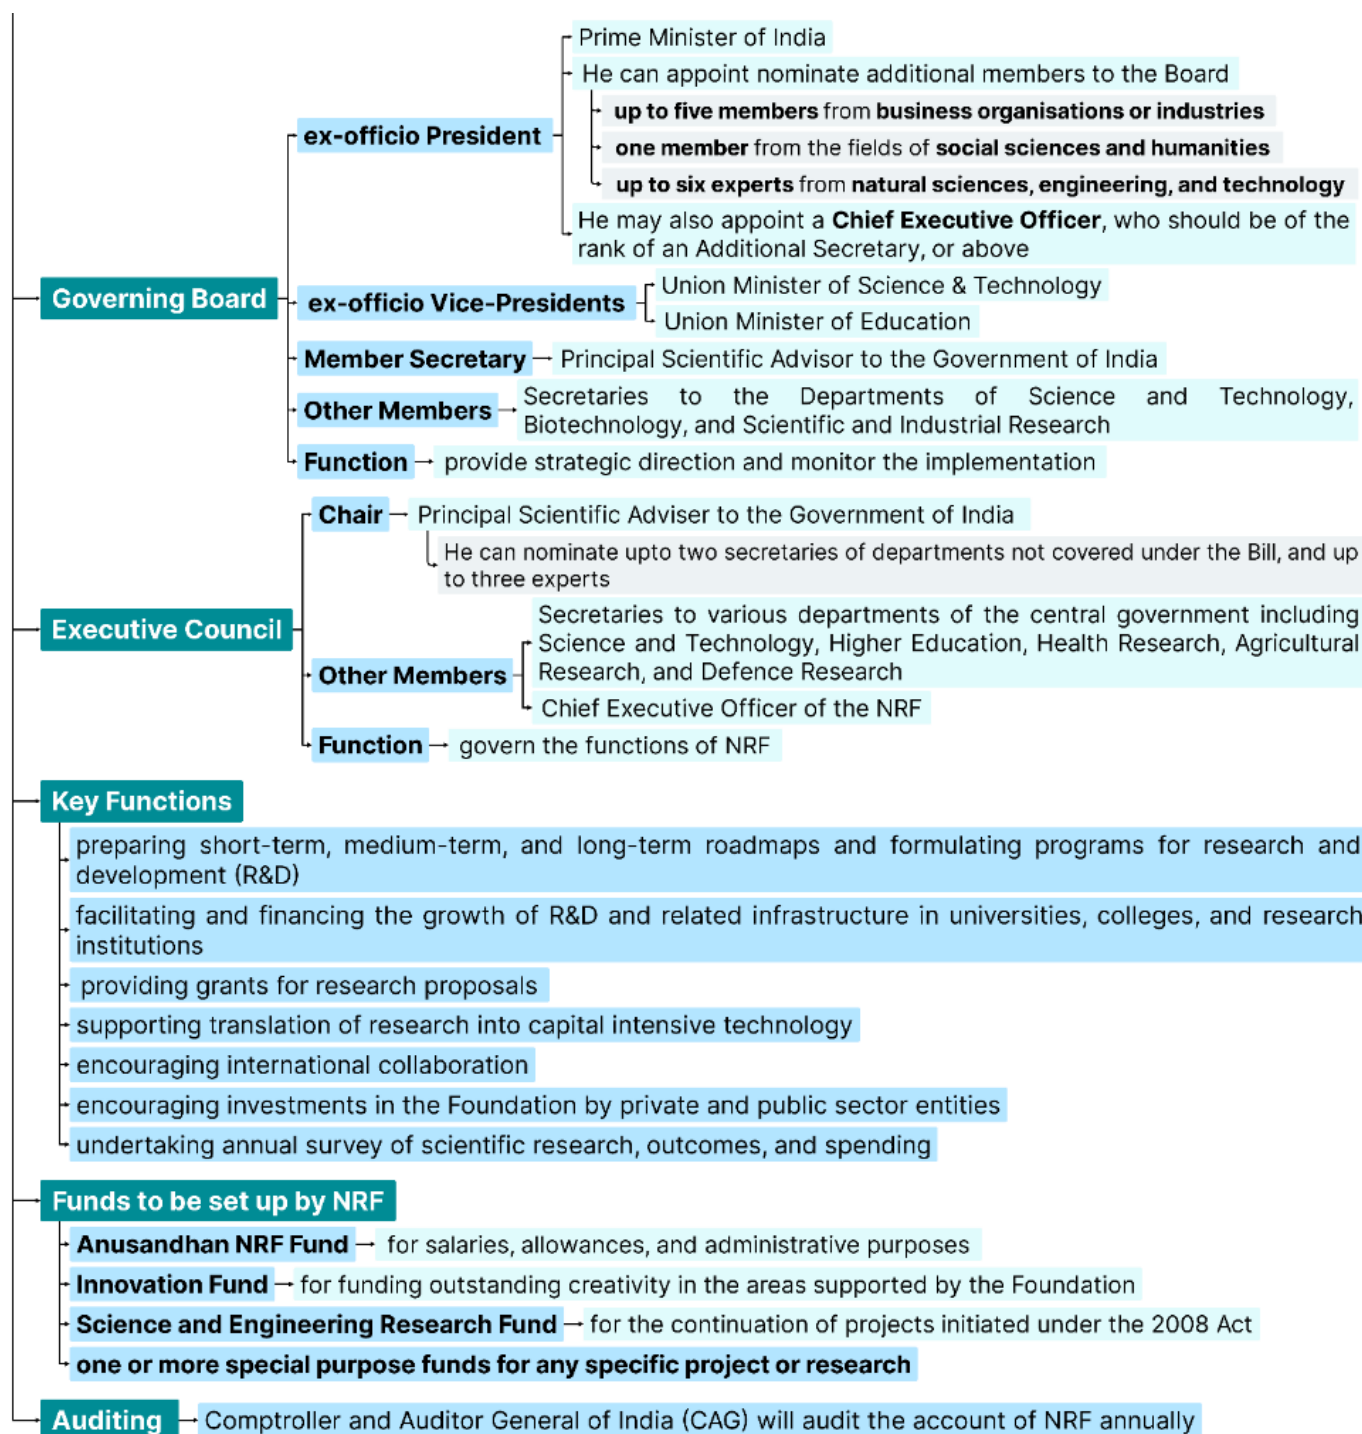 Prime Minister of India
He can appoint nominate additional members to the Board
up to five members from business organisations or industries
ex-officio President
one member from the fields of social sciences and humanities
up to six experts from natural sciences, engineering, and technology
He may also appoint a Chief Executive Officer, who should be of the
rank of an Additional Secretary, or above
Governing Board
ex-officio Vice-Presidents
Union Minister of Science & Technology
Union Minister of Education
Member Secretary
Principal Scientific Advisor to the Government of India
Other Members
Secretaries to the Departments of Science and Technology,
Biotechnology, and Scientific and Industrial Research
Function
provide strategic direction and monitor the implementation
Chair
Principal Scientific Adviser to the Government of India
He can nominate upto two secretaries of departments not covered under the Bill, and up
to three experts
Executive Council
Other Members
Secretaries to various departments of the central government including
Science and Technology, Higher Education, Health Research, Agricultural
Research, and Defence Research
Chief Executive Officer of the NRF
Function
govern the functions of NRF
Key Functions
preparing short-term, medium-term, and long-term roadmaps and formulating programs for research and
development (R&D)
facilitating and financing the growth of R&D and related infrastructure in universities, colleges, and research
institutions
providing grants for research proposals
supporting translation of research into capital intensive technology
encouraging international collaboration
encouraging investments in the Foundation by private and public sector entities
undertaking annual survey of scientific research, outcomes, and spending
Funds to be set up by NRF
Anusandhan NRF Fund
for salaries, allowances, and administrative purposes
Innovation Fund
for funding outstanding creativity in the areas supported by the Foundation
Science and Engineering Research Fund
for the continuation of projects initiated under the 2008 Act
one or more special purpose funds for any specific project or research
Auditing
Comptroller and Auditor General of India (CAG) will audit the account of NRF annually